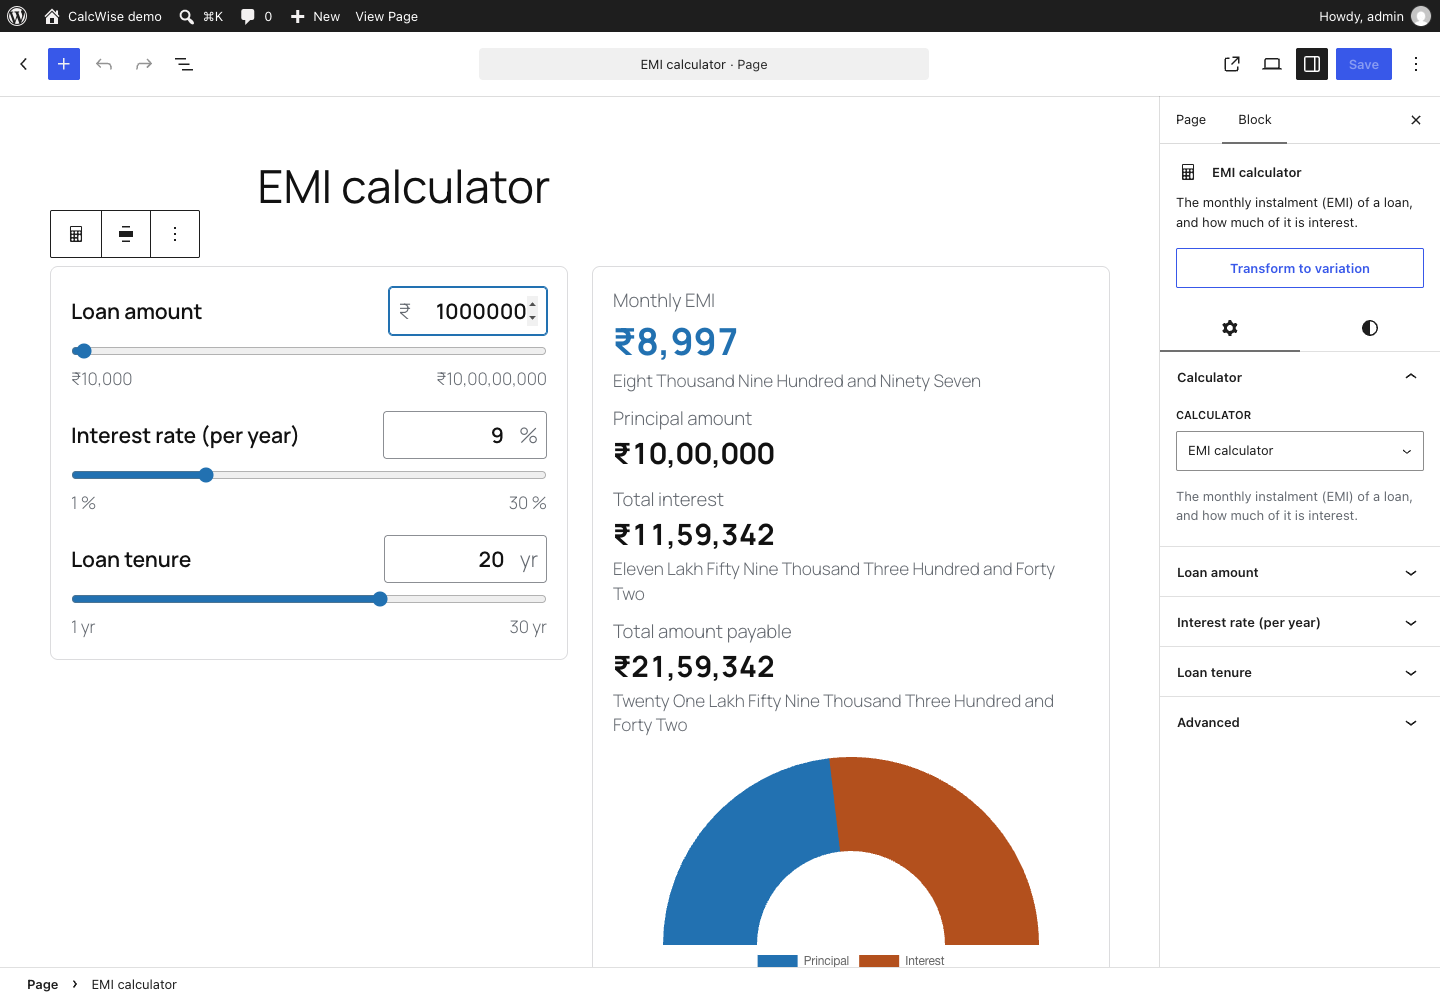 CalcWise demo
⌘K
0
New
View Page
Howdy, admin
EMI calculator · Page
Save
EMI calculator
Loan amount
₹ 1000000
₹10,000
₹10,00,00,000
Interest rate (per year)
9 %
1 %
30 %
Loan tenure
20 yr
1 yr
30 yr
Monthly EMI
₹8,997
Eight Thousand Nine Hundred and Ninety Seven
Principal amount
₹10,00,000
Total interest
₹11,59,342
Eleven Lakh Fifty Nine Thousand Three Hundred and Forty
Two
Total amount payable
₹21,59,342
Twenty One Lakh Fifty Nine Thousand Three Hundred and
Forty Two
Principal
Interest
Page
Block
EMI calculator
The monthly instalment (EMI) of a loan,
and how much of it is interest.
Transform to variation
Calculator
CALCULATOR
EMI calculator
The monthly instalment (EMI) of a loan,
and how much of it is interest.
Loan amount
Interest rate (per year)
Loan tenure
Advanced
Page › EMI calculator